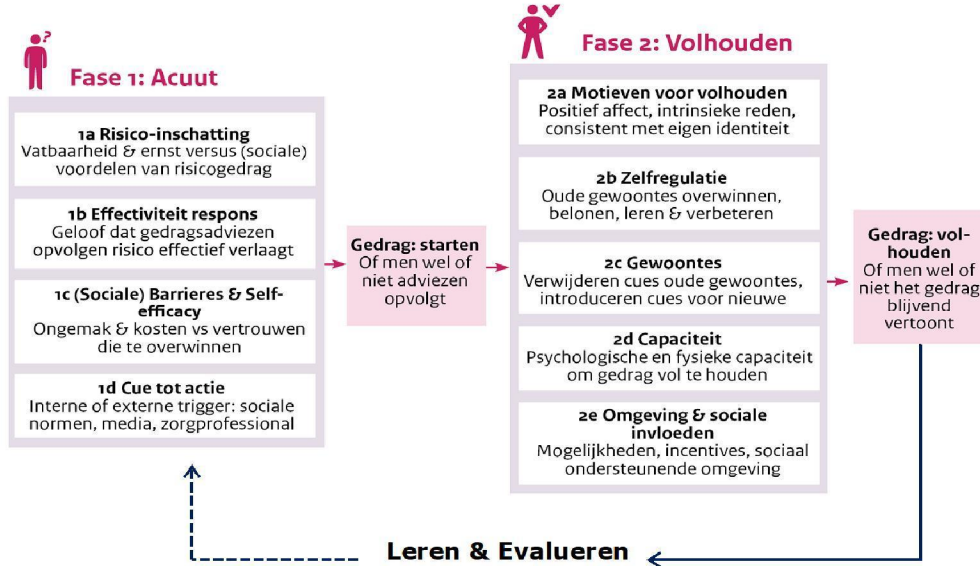 ?
Fase 1: Acuut
1a Risico-inschatting
Vatbaarheid & ernst versus (sociale)
voordelen van risicogedrag
1b Effectiviteit respons
Geloof dat gedragsadviezen
opvolgen risico effectief verlaagt
1c (Sociale) Barrieres & Self-
efficacy
Ongemak & kosten vs vertrouwen
die te overwinnen
1d Cue tot actie
Interne of externe trigger: sociale
normen, media, zorgprofessional
Gedrag: starten
Of men wel of
niet adviezen
opvolgt
Fase 2: Volhouden
2a Motieven voor volhouden
Positief affect, intrinsieke reden,
consistent met eigen identiteit
2b Zelfregulatie
Oude gewoontes overwinnen,
belonen, leren & verbeteren
2c Gewoontes
Verwijderen cues oude gewoontes,
introduceren cues voor nieuwe
2d Capaciteit
Psychologische en fysieke capaciteit
om gedrag vol te houden
2e Omgeving & sociale
invloeden
Mogelijkheden, incentives, sociaal
ondersteunende omgeving
Gedrag: vol-
houden
Of men wel of
niet het gedrag
blijvend
vertoont
Leren & Evalueren